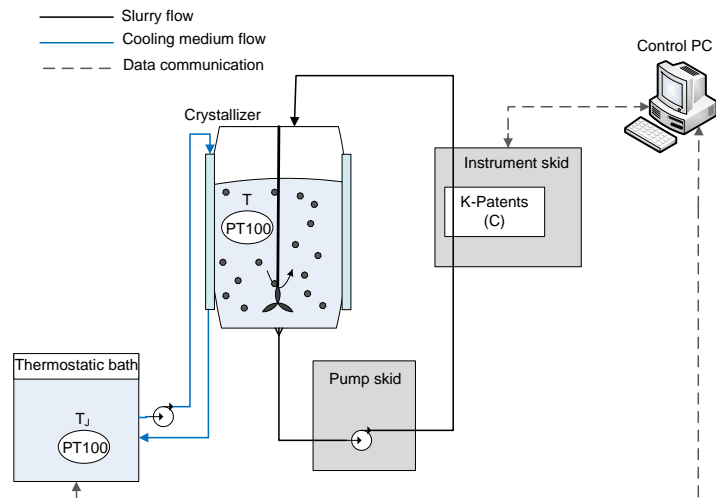 Slurry flow
Cooling medium flow
Data communication
Control PC
Crystallizer
Instrument skid
K-Patents
(C)
T
PT100
Thermostatic bath
Pump skid
TJ
PT100